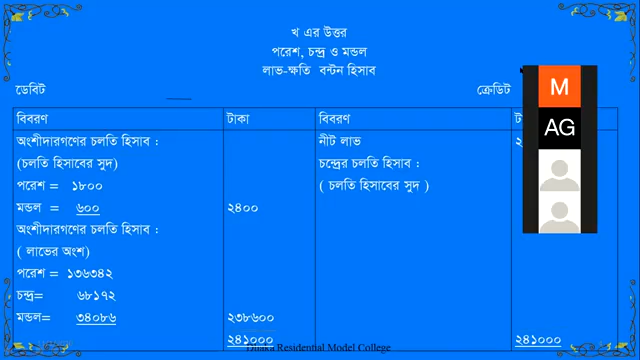 খ এর উত্তর
পরেশ, চন্দ্র ও মন্ডল
লাভ-ক্ষতি বন্টন হিসাব
ডেবিট ক্রেডিট
বিবরণ টাকা বিবরণ
অংশীদারগণের চলতি হিসাব : নীট লাভ
(চলতি হিসাবের সুদ) চন্দ্রের চলতি হিসাব :
পরেশ = ১৮০০ ( চলতি হিসাবের সুদ )
মন্ডল = ৬০০ ২৪০০
অংশীদারগণের চলতি হিসাব :
( লাভের অংশ)
পরেশ = ১৩৬৩৪২
চন্দ্র= ৬৮১৭২
মন্ডল= ৩৪০৮৬ ২৩৮৬০০
২৪১০০০ ২৪১০০০
Dhaka Residential Model College
M
AG